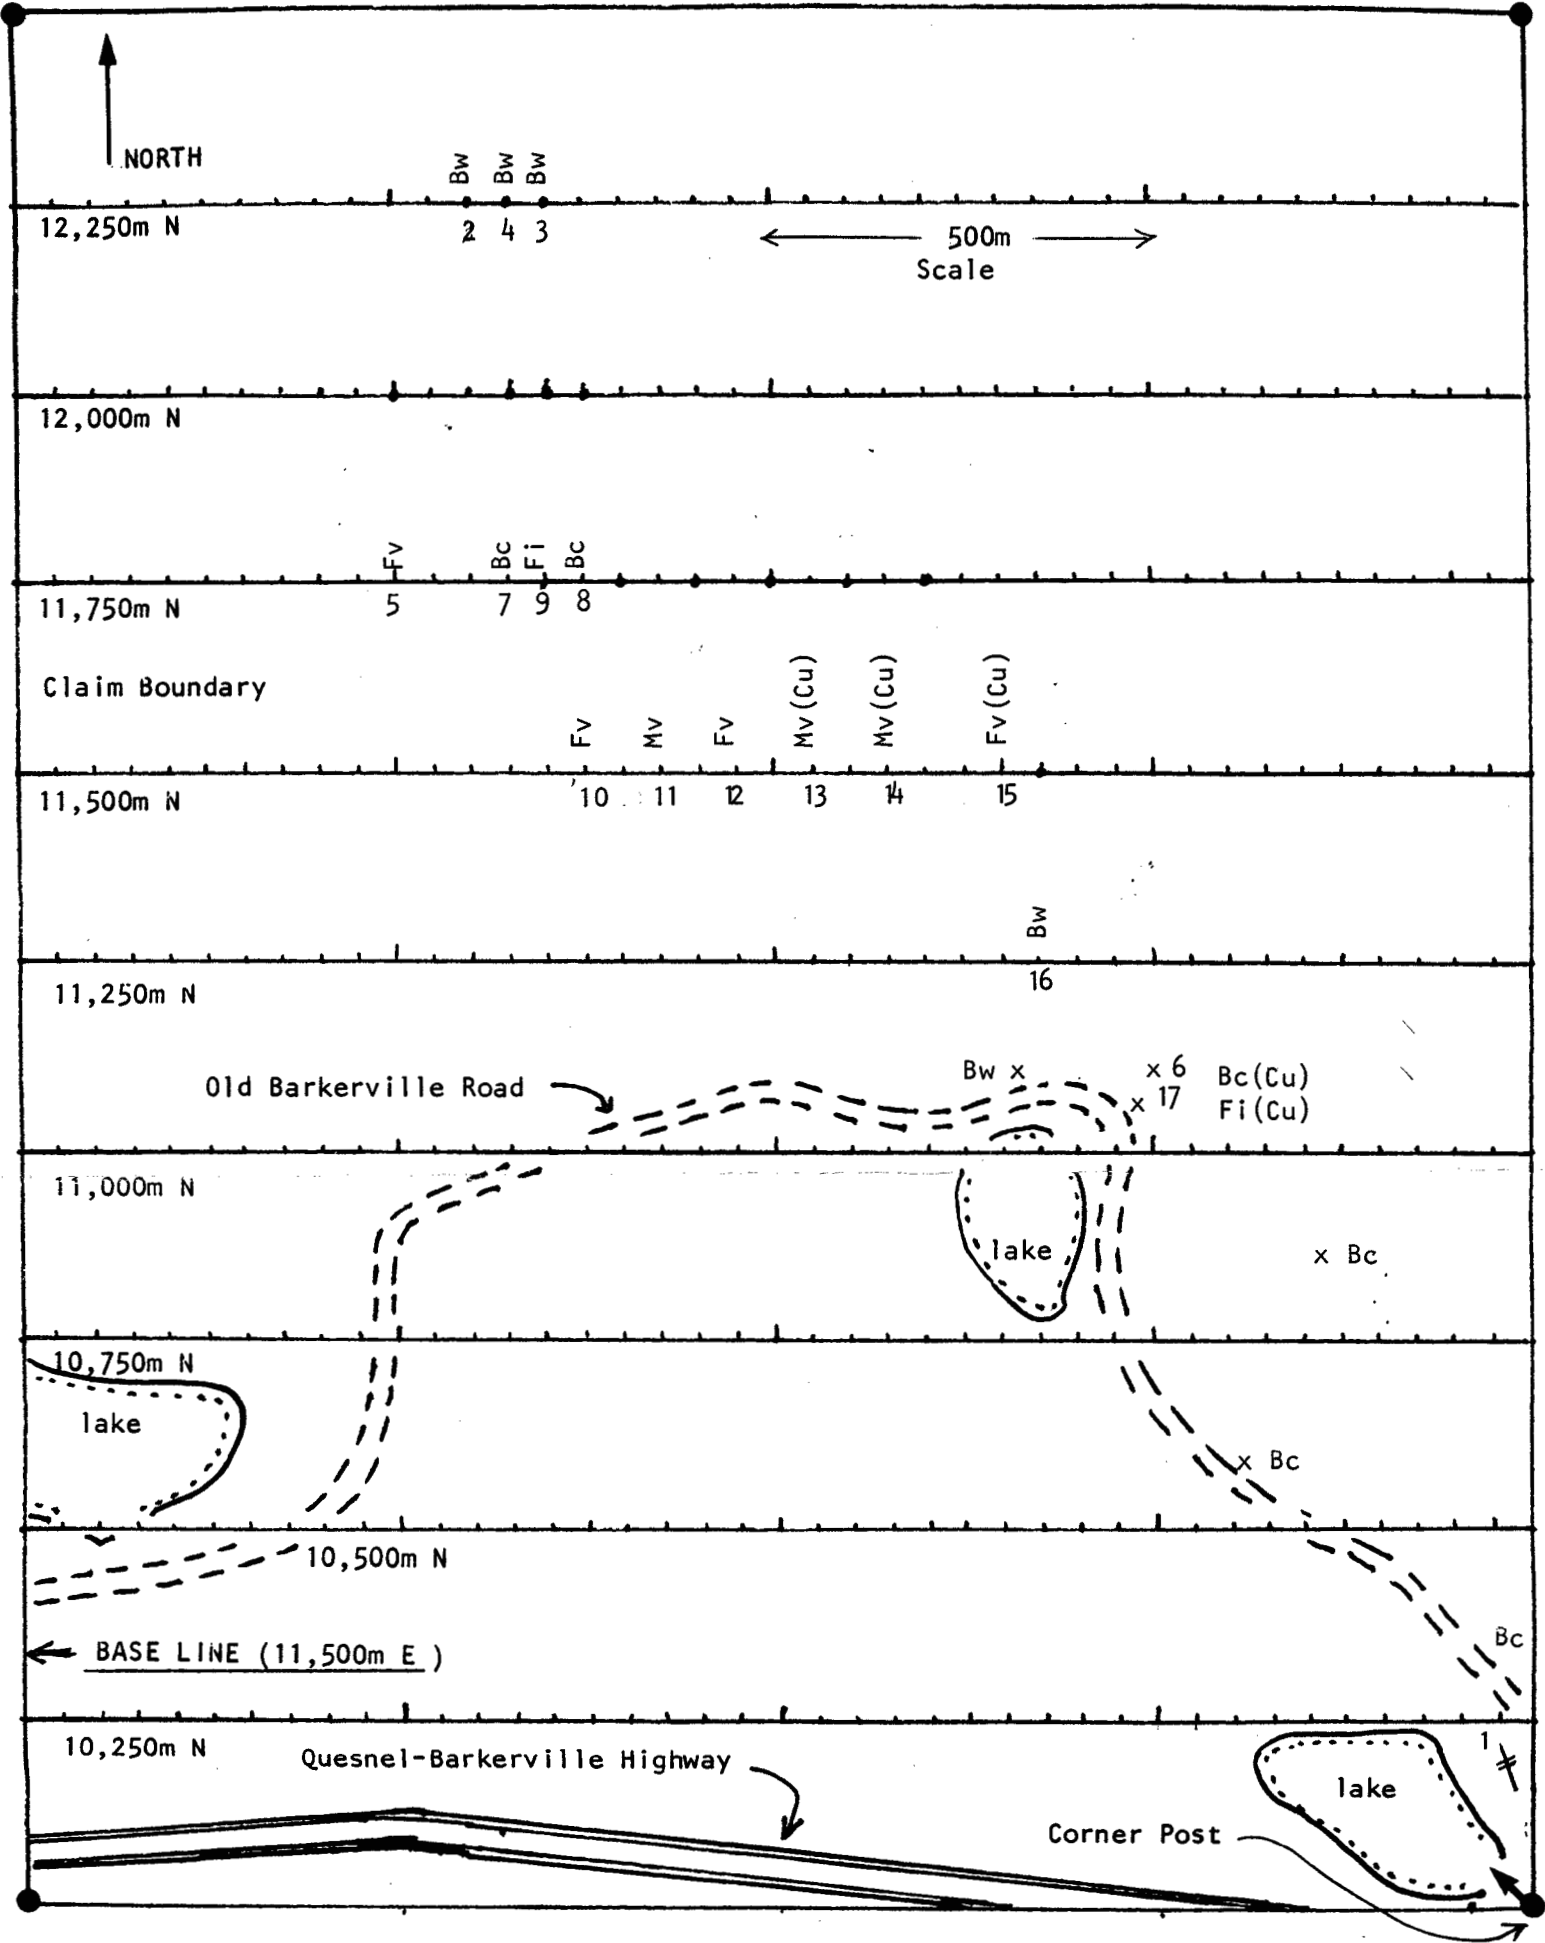 NORTH
Bw Bw Bw
12,250m N
2 4 3
500m
Scale
12,000m N
Fv Bc Fi Bc
11,750m N
5 7 9 8
Claim Boundary
Fv Mv Fv Mv(Cu) Mv(Cu) Fv(Cu)
11,500m N
10 11 12 13 14 15
Bw
11,250m N
16
Old Barkerville Road
Bw x
x 6 Bc(Cu)
x 17 Fi(Cu)
11,000m N
lake
x Bc
10,750m N
lake
x Bc
10,500m N
BASE LINE (11,500m E )
Bc
10,250m N
1
Quesnel-Barkerville Highway
lake
Corner Post